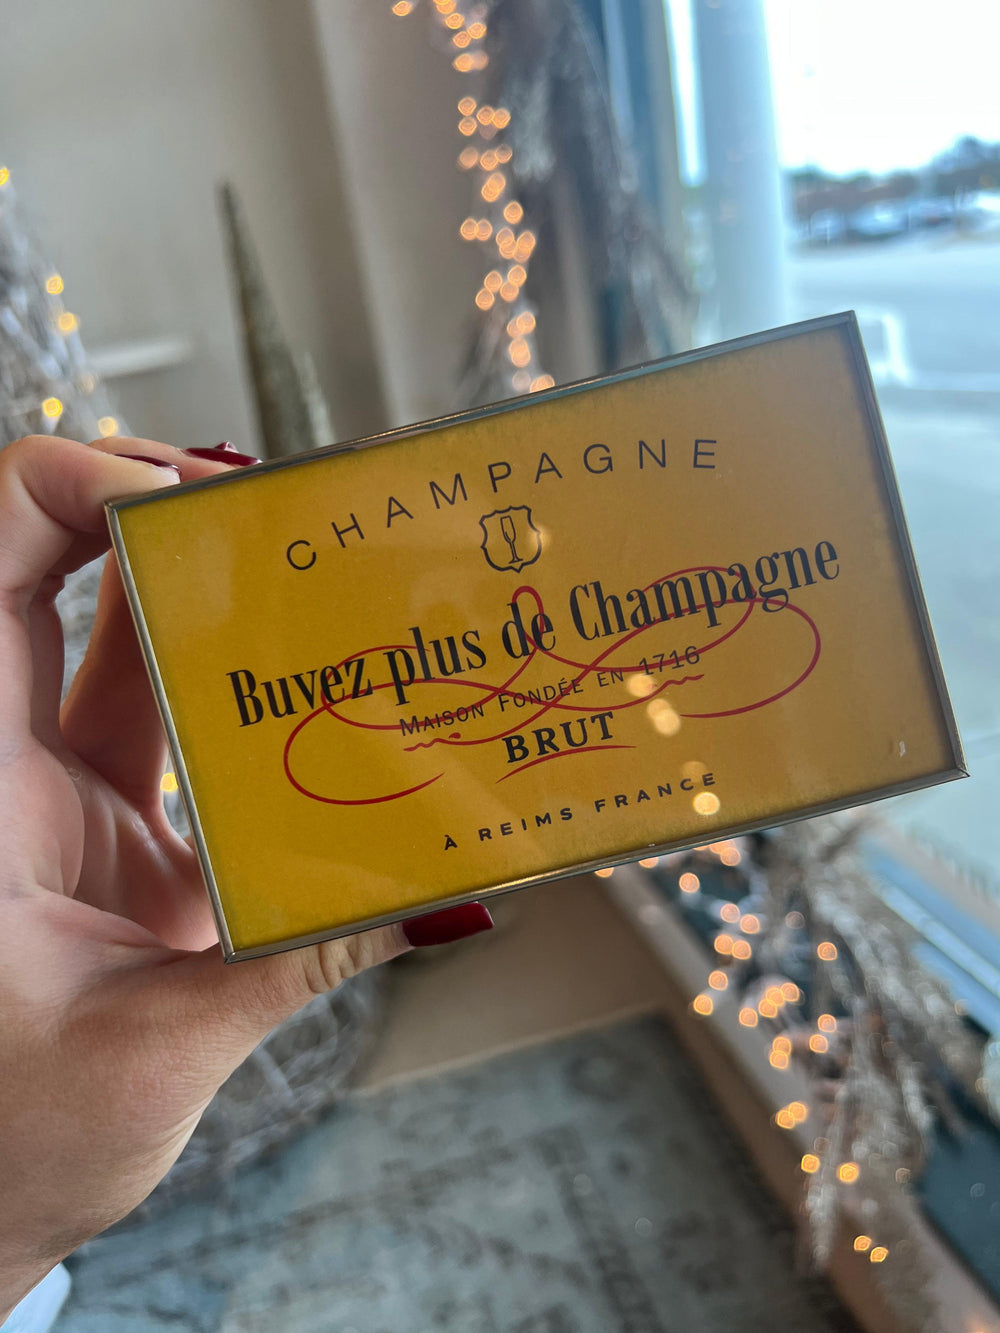 CHAMPAGNE
Buvez plus de Champagne
MAISON FONDÉE EN 1716
BRUT
À REIMS FRANCE